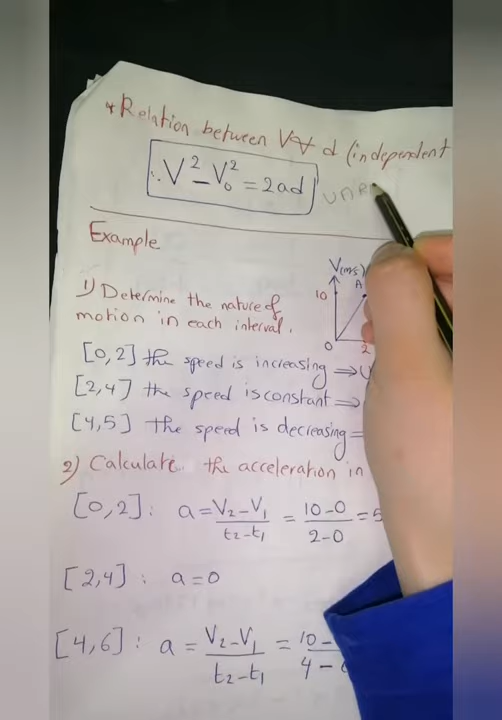 * Relation between V & d (independent
∴ V² - V₀² = 2ad UAR
Example
V(m/s)
A
10
0 2
1) Determine the nature of
motion in each interval.
[0,2] the speed is increasing ⇒ U
[2,4] the speed is constant ⇒
[4,5] the speed is decreasing =
2) Calculate the acceleration in
[0,2] : a = V₂-V₁ / t₂-t₁ = 10-0 / 2-0 = 5
[2,4] : a = 0
[4,6] : a = V₂-V₁ / t₂-t₁ = 10- / 4-